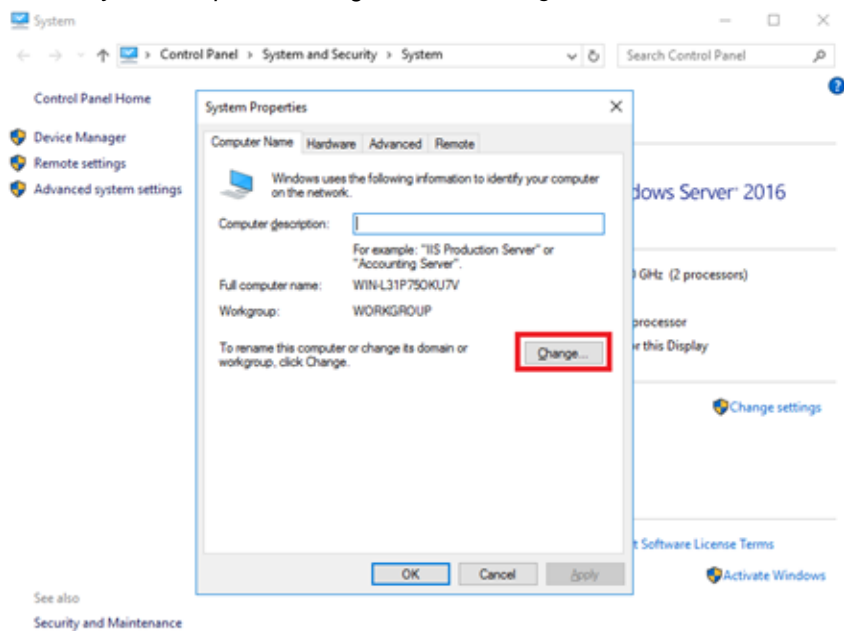 System
Control Panel > System and Security > System
Search Control Panel
Control Panel Home
Device Manager
Remote settings
Advanced system settings
System Properties
Computer Name Hardware Advanced Remote
Windows uses the following information to identify your computer
on the network.
Computer description:
For example: "IIS Production Server" or
"Accounting Server".
Full computer name: WIN-L31P75OKU7V
Workgroup: WORKGROUP
To rename this computer or change its domain or
workgroup, click Change.
Change...
OK Cancel Apply
dows Server® 2016
GHz (2 processors)
processor
r this Display
Change settings
t Software License Terms
Activate Windows
See also
Security and Maintenance